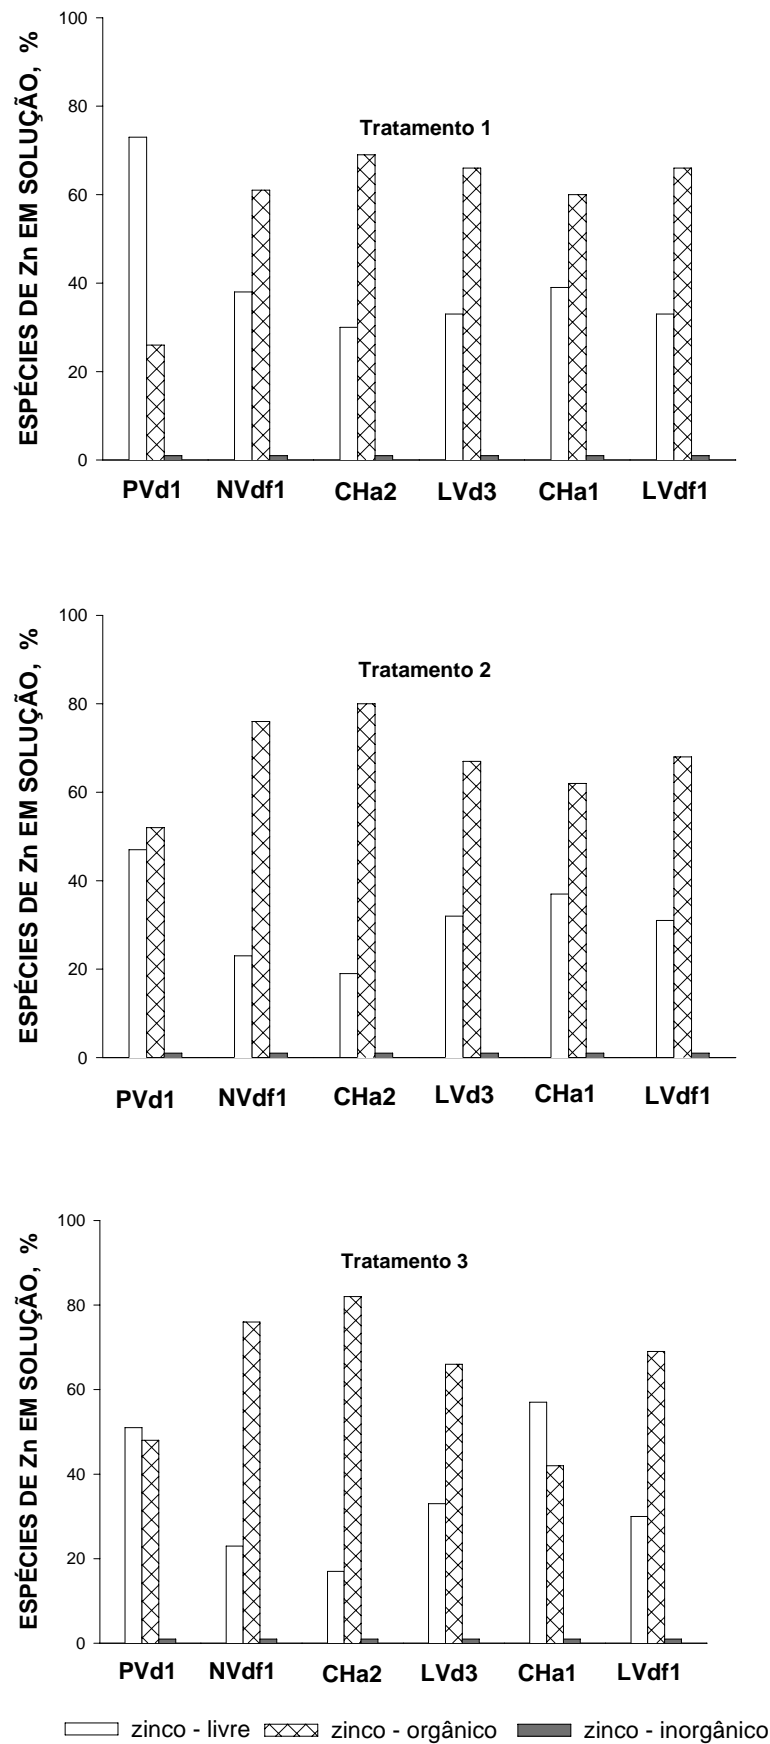 ESPÉCIES DE Zn EM SOLUÇÃO, %
100
80
60
40
20
0
Tratamento 1
PVd1 NVdf1 CHa2 LVd3 CHa1 LVdf1
ESPÉCIES DE Zn EM SOLUÇÃO, %
100
80
60
40
20
0
Tratamento 2
PVd1 NVdf1 CHa2 LVd3 CHa1 LVdf1
ESPÉCIES DE Zn EM SOLUÇÃO, %
100
80
60
40
20
0
Tratamento 3
PVd1 NVdf1 CHa2 LVd3 CHa1 LVdf1
zinco - livre zinco - orgânico zinco - inorgânico